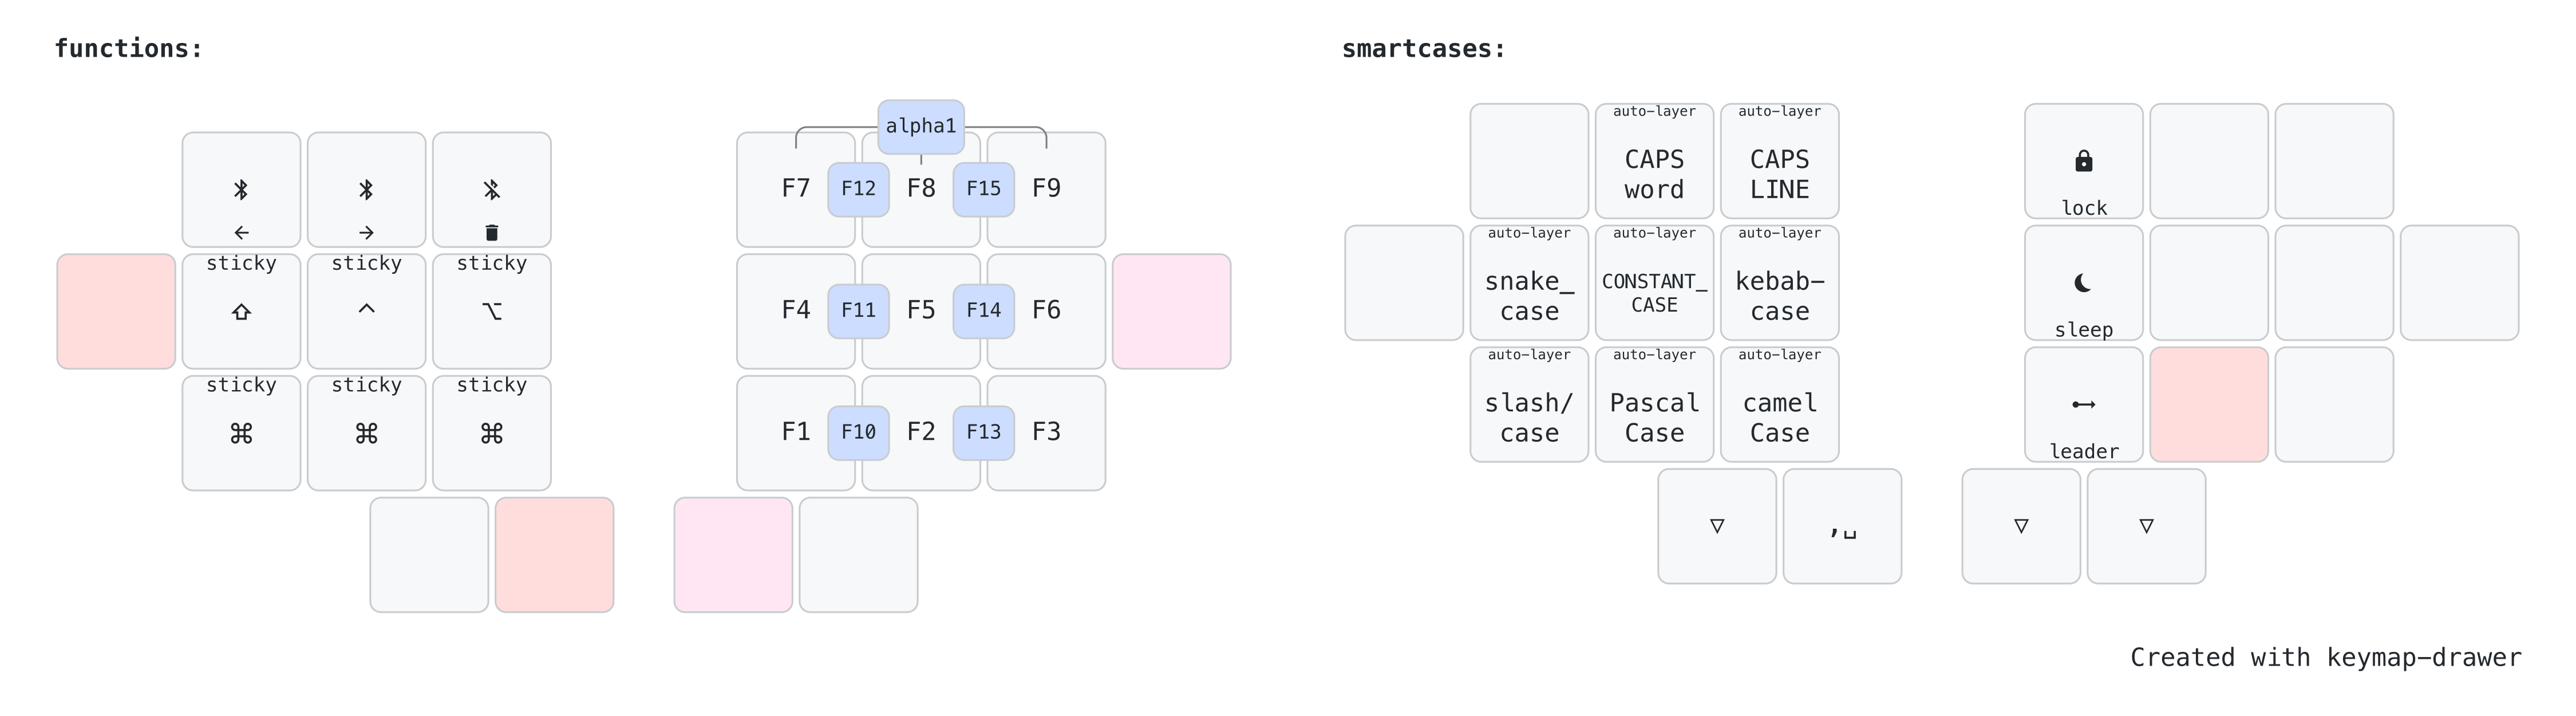 functions:
smartcases:
alpha1
F7 F12 F8 F15 F9
sticky sticky sticky
⇧ ^ ⌥
F4 F11 F5 F14 F6
sticky sticky sticky
⌘ ⌘ ⌘
F1 F10 F2 F13 F3
auto-layer auto-layer
CAPS CAPS
word LINE
lock
auto-layer auto-layer auto-layer
snake_ CONSTANT_ kebab-
case CASE case
sleep
auto-layer auto-layer auto-layer
slash/ Pascal camel
case Case Case
leader
▽ ,␣ ▽ ▽
Created with keymap-drawer